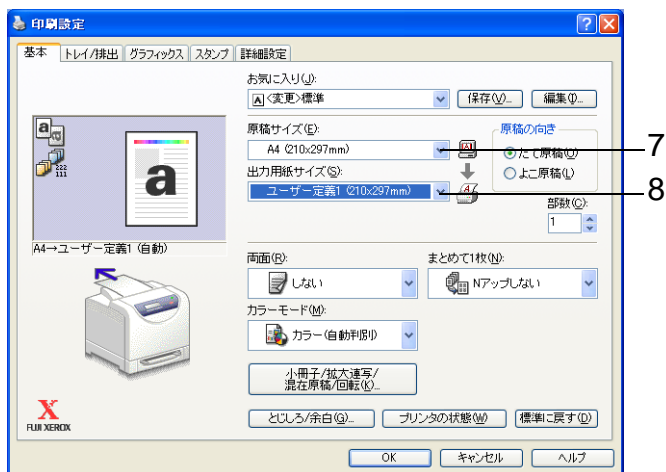 印刷設定
基本 トレイ/排出 グラフィックス スタンプ 詳細設定
お気に入り(J):
A <変更>標準 保存(V)... 編集(I)...
原稿サイズ(E):
A4 (210x297mm) 7
原稿の向き
たて原稿(U)
よこ原稿(L)
出力用紙サイズ(S):
ユーザー定義1 (210x297mm) 8
部数(C):
1
a
222
111
a
A4→ユーザー定義1 (自動)
両面(R):
しない
まとめて1枚(N):
Nアップしない
カラーモード(M):
カラー(自動判別)
小冊子/拡大連写/
混在原稿/回転(K)...
FUJI XEROX
とじしろ/余白(G)... プリンタの状態(W) 標準に戻す(D)
OK キャンセル ヘルプ